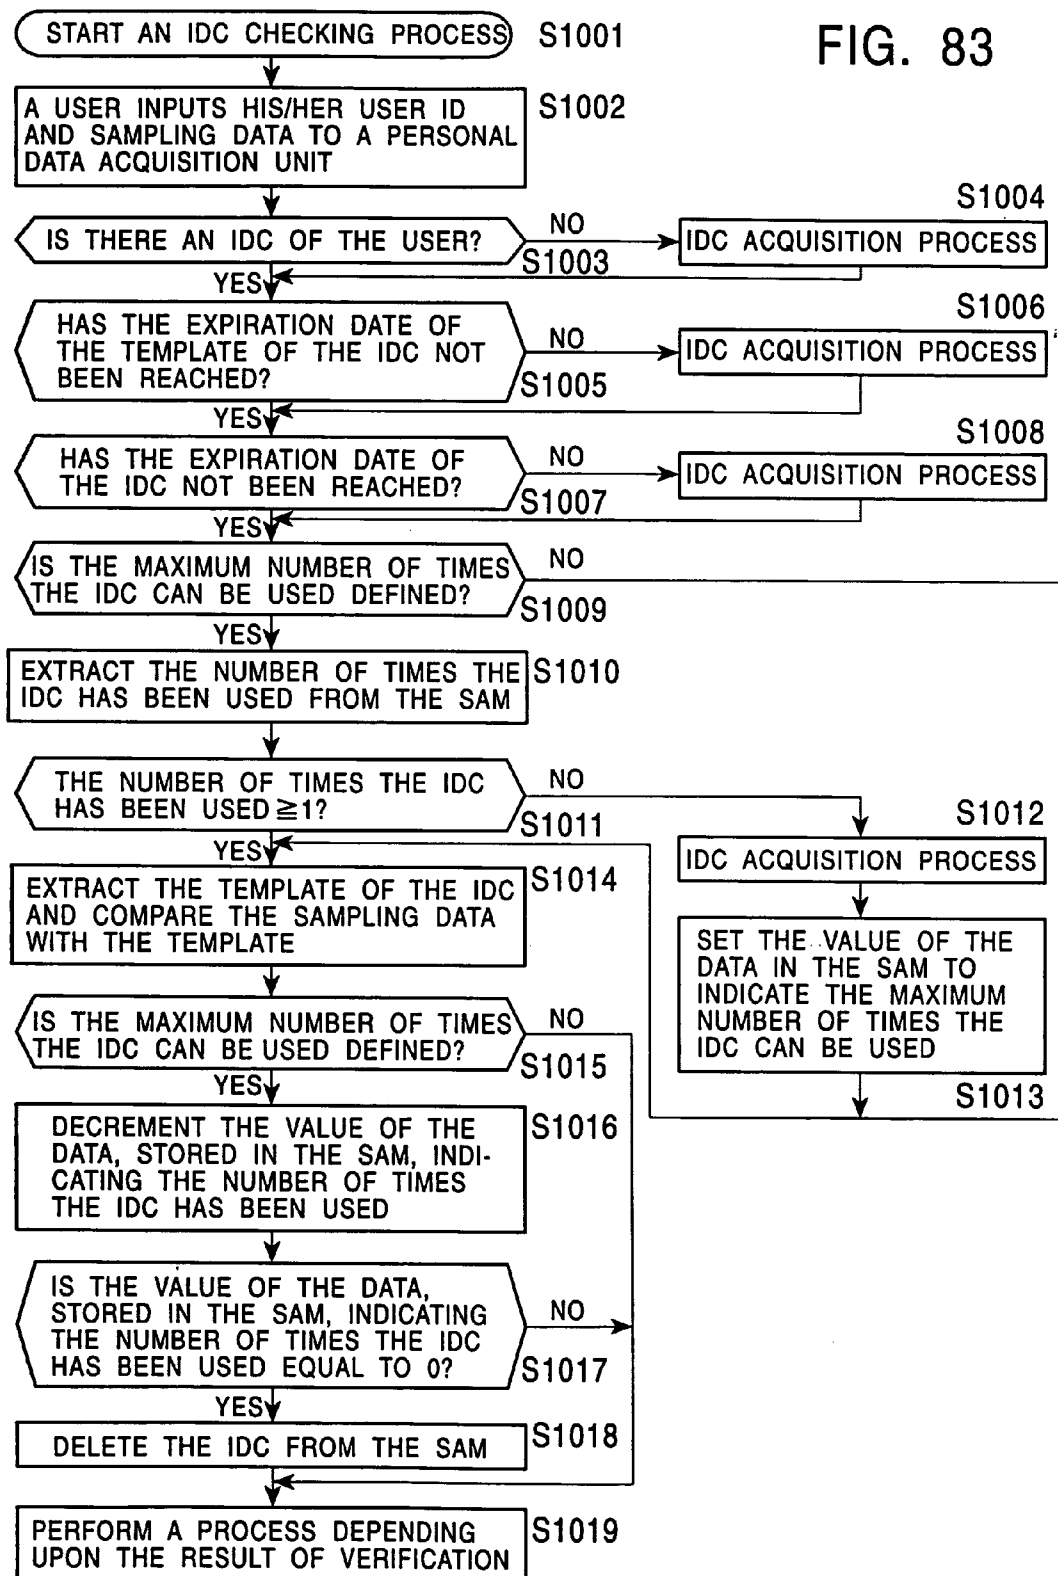 FIG. 83
START AN IDC CHECKING PROCESS
S1001
A USER INPUTS HIS/HER USER ID
AND SAMPLING DATA TO A PERSONAL
DATA ACQUISITION UNIT
S1002
IS THERE AN IDC OF THE USER?
NO
S1003
YES
S1004
IDC ACQUISITION PROCESS
HAS THE EXPIRATION DATE OF
THE TEMPLATE OF THE IDC NOT
BEEN REACHED?
NO
S1005
YES
S1006
IDC ACQUISITION PROCESS
HAS THE EXPIRATION DATE OF
THE IDC NOT BEEN REACHED?
NO
S1007
YES
S1008
IDC ACQUISITION PROCESS
IS THE MAXIMUM NUMBER OF TIMES
THE IDC CAN BE USED DEFINED?
NO
S1009
YES
EXTRACT THE NUMBER OF TIMES THE
IDC HAS BEEN USED FROM THE SAM
S1010
THE NUMBER OF TIMES THE IDC
HAS BEEN USED ≧1?
NO
S1011
YES
S1012
IDC ACQUISITION PROCESS
SET THE VALUE OF THE
DATA IN THE SAM TO
INDICATE THE MAXIMUM
NUMBER OF TIMES THE
IDC CAN BE USED
S1013
EXTRACT THE TEMPLATE OF THE IDC
AND COMPARE THE SAMPLING DATA
WITH THE TEMPLATE
S1014
IS THE MAXIMUM NUMBER OF TIMES
THE IDC CAN BE USED DEFINED?
NO
S1015
YES
DECREMENT THE VALUE OF THE
DATA, STORED IN THE SAM, INDI-
CATING THE NUMBER OF TIMES
THE IDC HAS BEEN USED
S1016
IS THE VALUE OF THE DATA,
STORED IN THE SAM, INDICATING
THE NUMBER OF TIMES THE IDC
HAS BEEN USED EQUAL TO 0?
NO
S1017
YES
DELETE THE IDC FROM THE SAM
S1018
PERFORM A PROCESS DEPENDING
UPON THE RESULT OF VERIFICATION
S1019